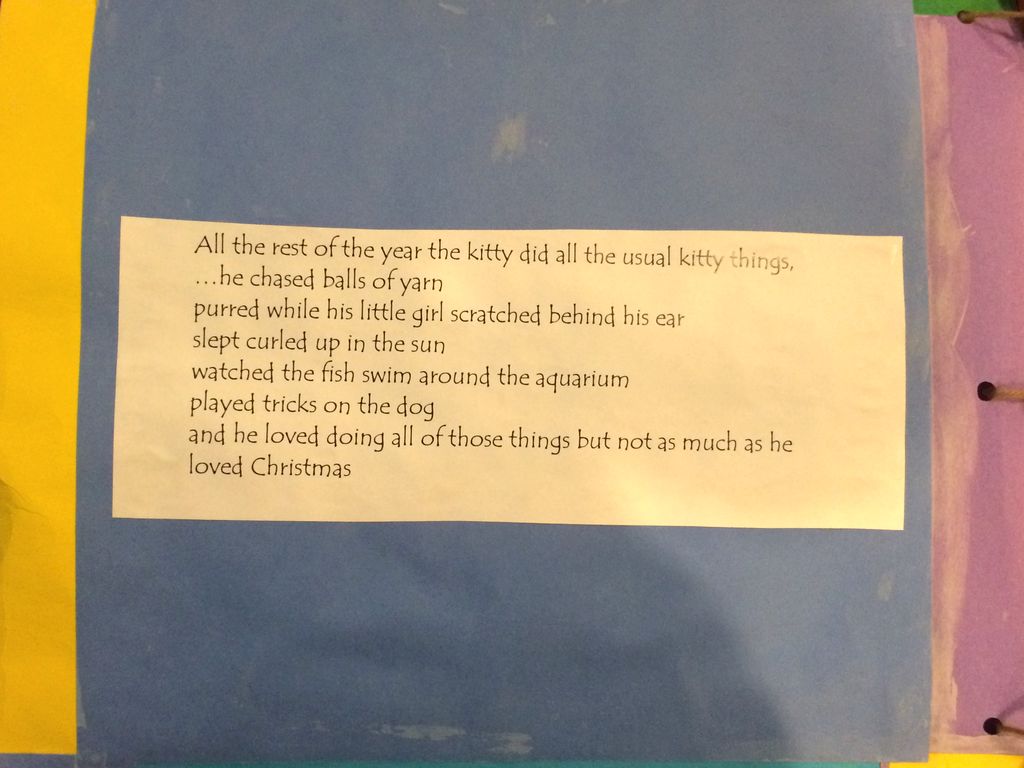 All the rest of the year the kitty did all the usual kitty things,
...he chased balls of yarn
purred while his little girl scratched behind his ear
slept curled up in the sun
watched the fish swim around the aquarium
played tricks on the dog
and he loved doing all of those things but not as much as he
loved Christmas